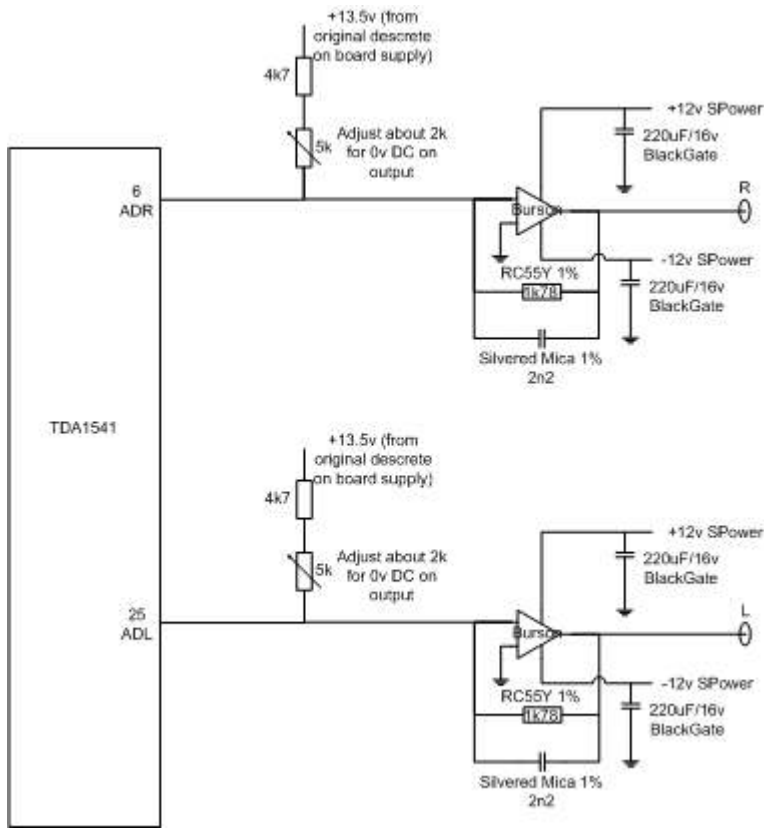 +13.5v (from
original descrete
on board supply)
4k7
5k
Adjust about 2k
for 0v DC on
output
+12v SPower
220uF/16v
BlackGate
6
ADR
Burson
R
-12v SPower
RC55Y 1%
1k78
220uF/16v
BlackGate
Silvered Mica 1%
2n2
TDA1541
+13.5v (from
original descrete
on board supply)
4k7
5k
Adjust about 2k
for 0v DC on
output
+12v SPower
220uF/16v
BlackGate
25
ADL
Burson
L
-12v SPower
RC55Y 1%
1k78
220uF/16v
BlackGate
Silvered Mica 1%
2n2